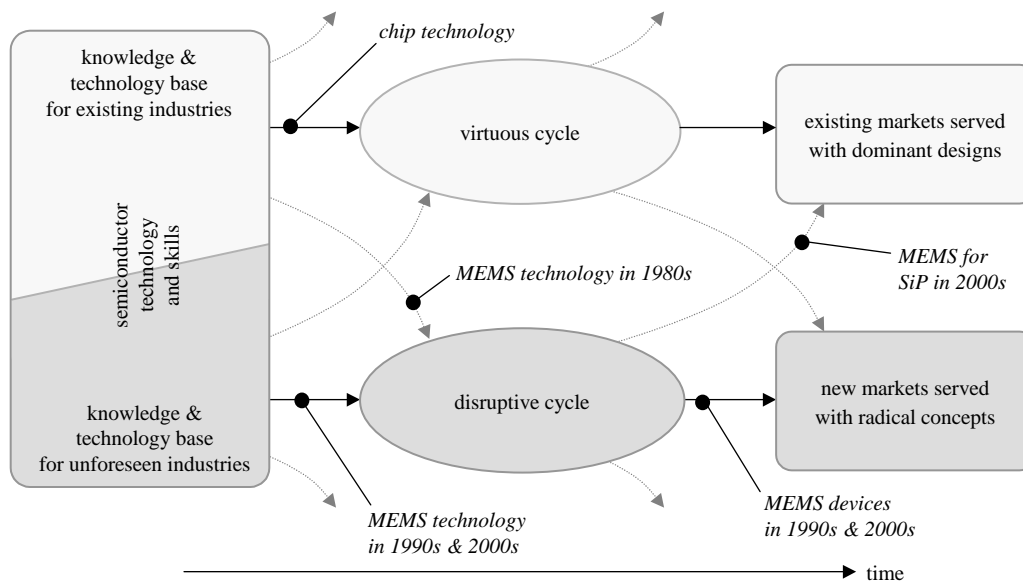 chip technology
knowledge &
technology base
for existing industries
virtuous cycle
existing markets served
with dominant designs
semiconductor
technology
and skills
MEMS technology in 1980s
MEMS for
SiP in 2000s
knowledge &
technology base
for unforeseen industries
disruptive cycle
new markets served
with radical concepts
MEMS technology
in 1990s & 2000s
MEMS devices
in 1990s & 2000s
time